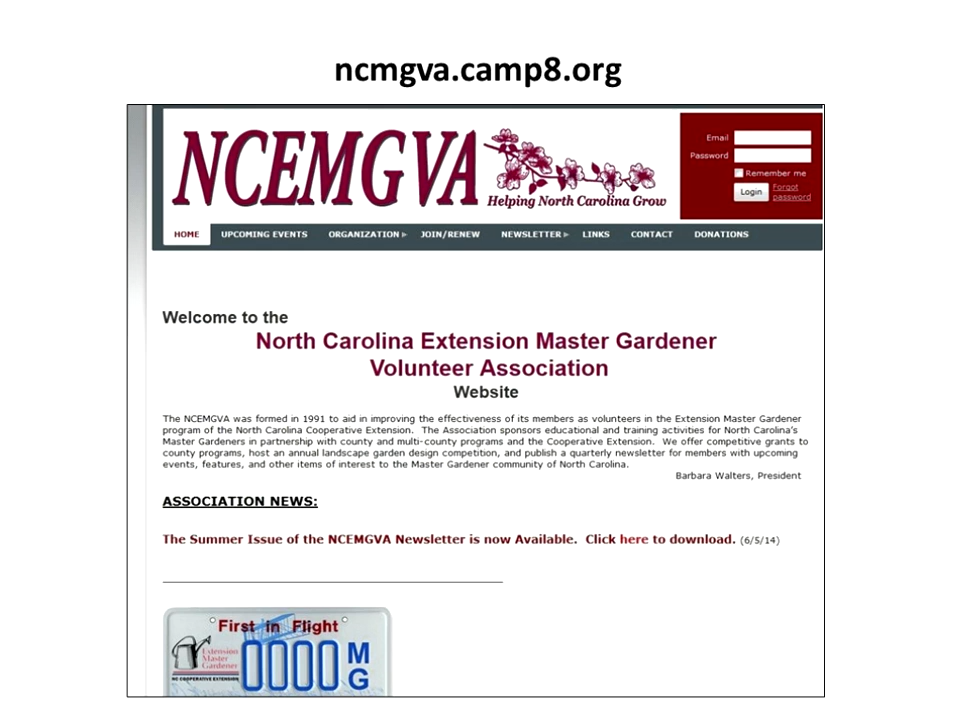 ncmgva.camp8.org
NCEMGVA
Helping North Carolina Grow
Email
Password
Remember me
Login
Forgot
password
HOME UPCOMING EVENTS ORGANIZATION JOIN/RENEW NEWSLETTER LINKS CONTACT DONATIONS
Welcome to the
North Carolina Extension Master Gardener
Volunteer Association
Website
The NCEMGVA was formed in 1991 to aid in improving the effectiveness of its members as volunteers in the Extension Master Gardener
program of the North Carolina Cooperative Extension. The Association sponsors educational and training activities for North Carolina's
Master Gardeners in partnership with county and multi-county programs and the Cooperative Extension. We offer competitive grants to
county programs, host an annual landscape garden design competition, and publish a quarterly newsletter for members with upcoming
events, features, and other items of interest to the Master Gardener community of North Carolina.
Barbara Walters, President
ASSOCIATION NEWS:
The Summer Issue of the NCEMGVA Newsletter is now Available. Click here to download. (6/5/14)
First in Flight
Extension
Master
Gardener
NC COOPERATIVE EXTENSION
0000
M
G